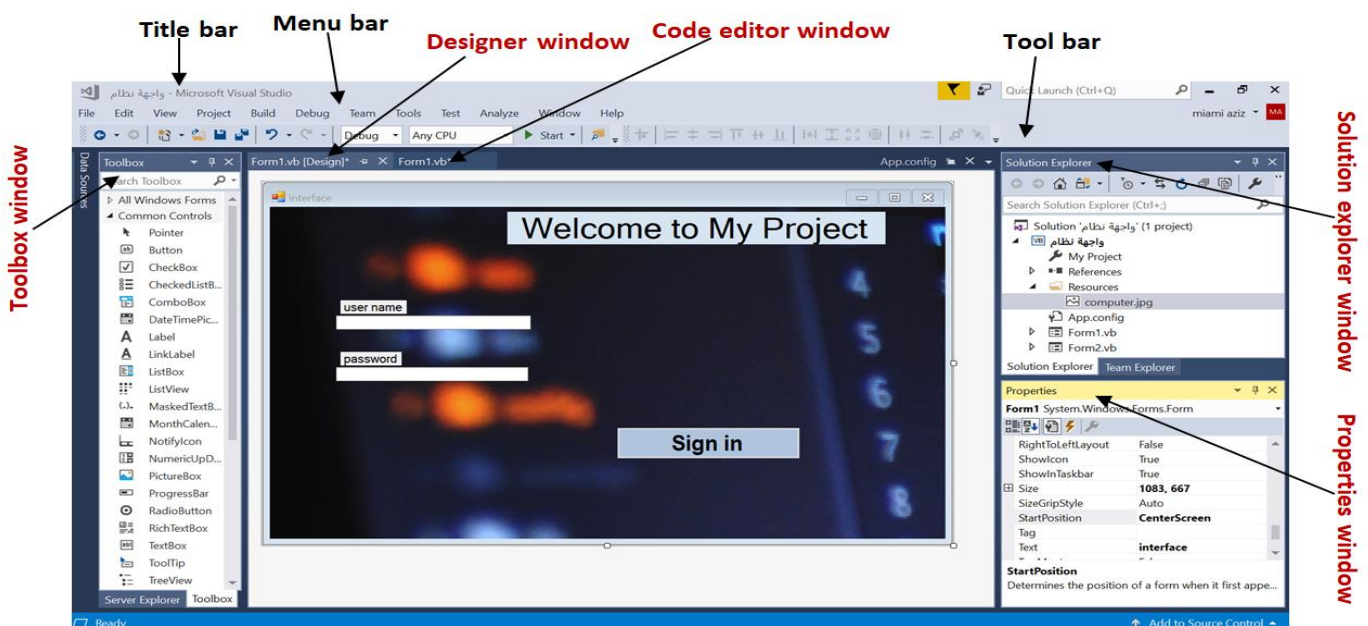 Title bar
Menu bar
Designer window
Code editor window
Tool bar
Toolbox window
Solution explorer window
Properties window
واجهة نظام - Microsoft Visual Studio
Quick Launch (Ctrl+Q)
File Edit View Project Build Debug Team Tools Test Analyze Window Help
miami aziz MA
Debug Any CPU Start
Data Sources
Toolbox
Search Toolbox
All Windows Forms
Common Controls
Pointer
Button
CheckBox
CheckedListB...
ComboBox
DateTimePic...
Label
LinkLabel
ListBox
ListView
MaskedTextB...
MonthCalen...
NotifyIcon
NumericUpD...
PictureBox
ProgressBar
RadioButton
RichTextBox
TextBox
ToolTip
TreeView
Server Explorer Toolbox
Form1.vb [Design]* Form1.vb* App.config
interface
Welcome to My Project
user name
password
Sign in
4
5
6
7
8
Solution Explorer
Search Solution Explorer (Ctrl+;)
Solution 'واجهة نظام' (1 project)
واجهة نظام
My Project
References
Resources
computer.jpg
App.config
Form1.vb
Form2.vb
Solution Explorer Team Explorer
Properties
Form1 System.Windows.Forms.Form
RightToLeftLayout False
ShowIcon True
ShowInTaskbar True
Size 1083, 667
SizeGripStyle Auto
StartPosition CenterScreen
Tag
Text interface
StartPosition
Determines the position of a form when it first appe...
Ready
Add to Source Control